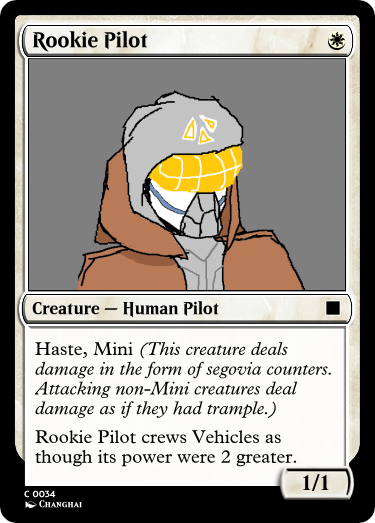 Rookie Pilot
Creature — Human Pilot
Haste, Mini (This creature deals
damage in the form of segovia counters.
Attacking non-Mini creatures deal
damage as if they had trample.)
Rookie Pilot crews Vehicles as
though its power were 2 greater.
1/1
C 0034
Changhai